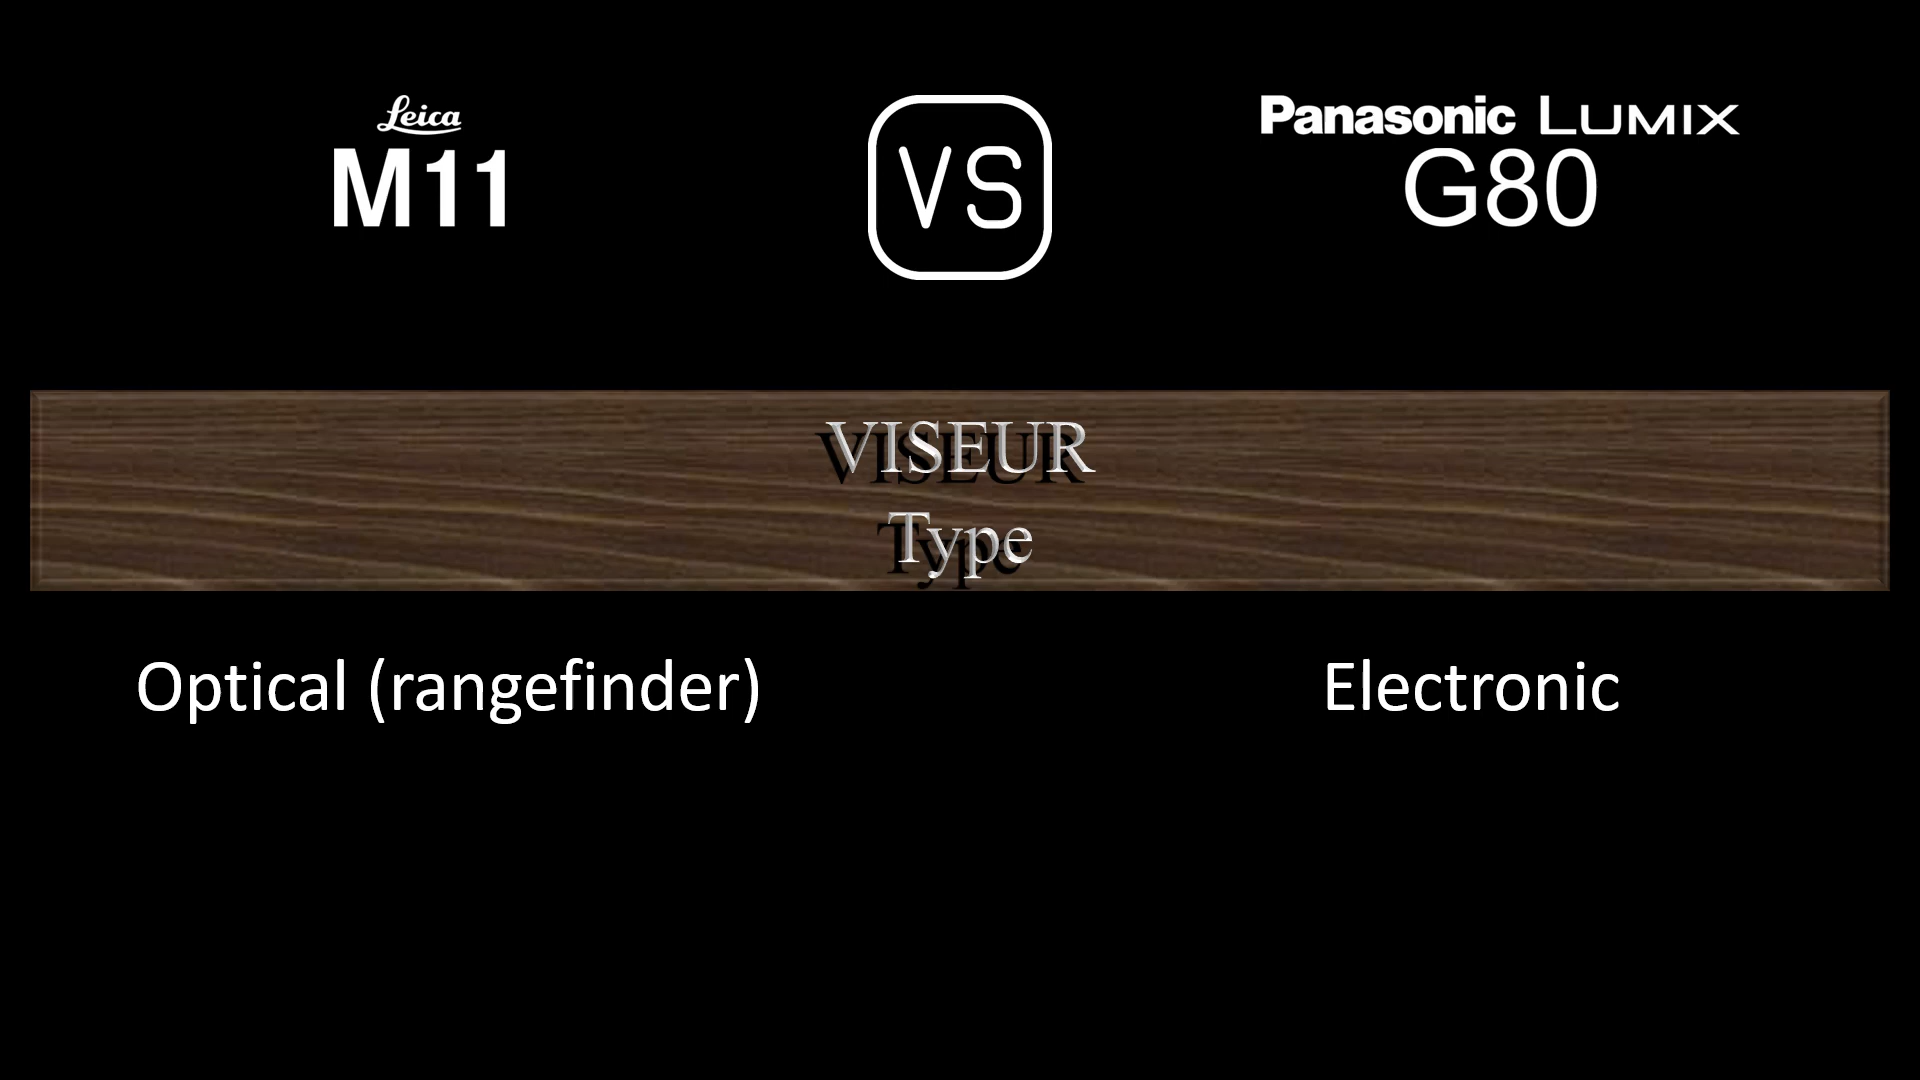 Leica
M11
VS
Panasonic LUMIX
G80
VISEUR
Type
Optical (rangefinder)
Electronic